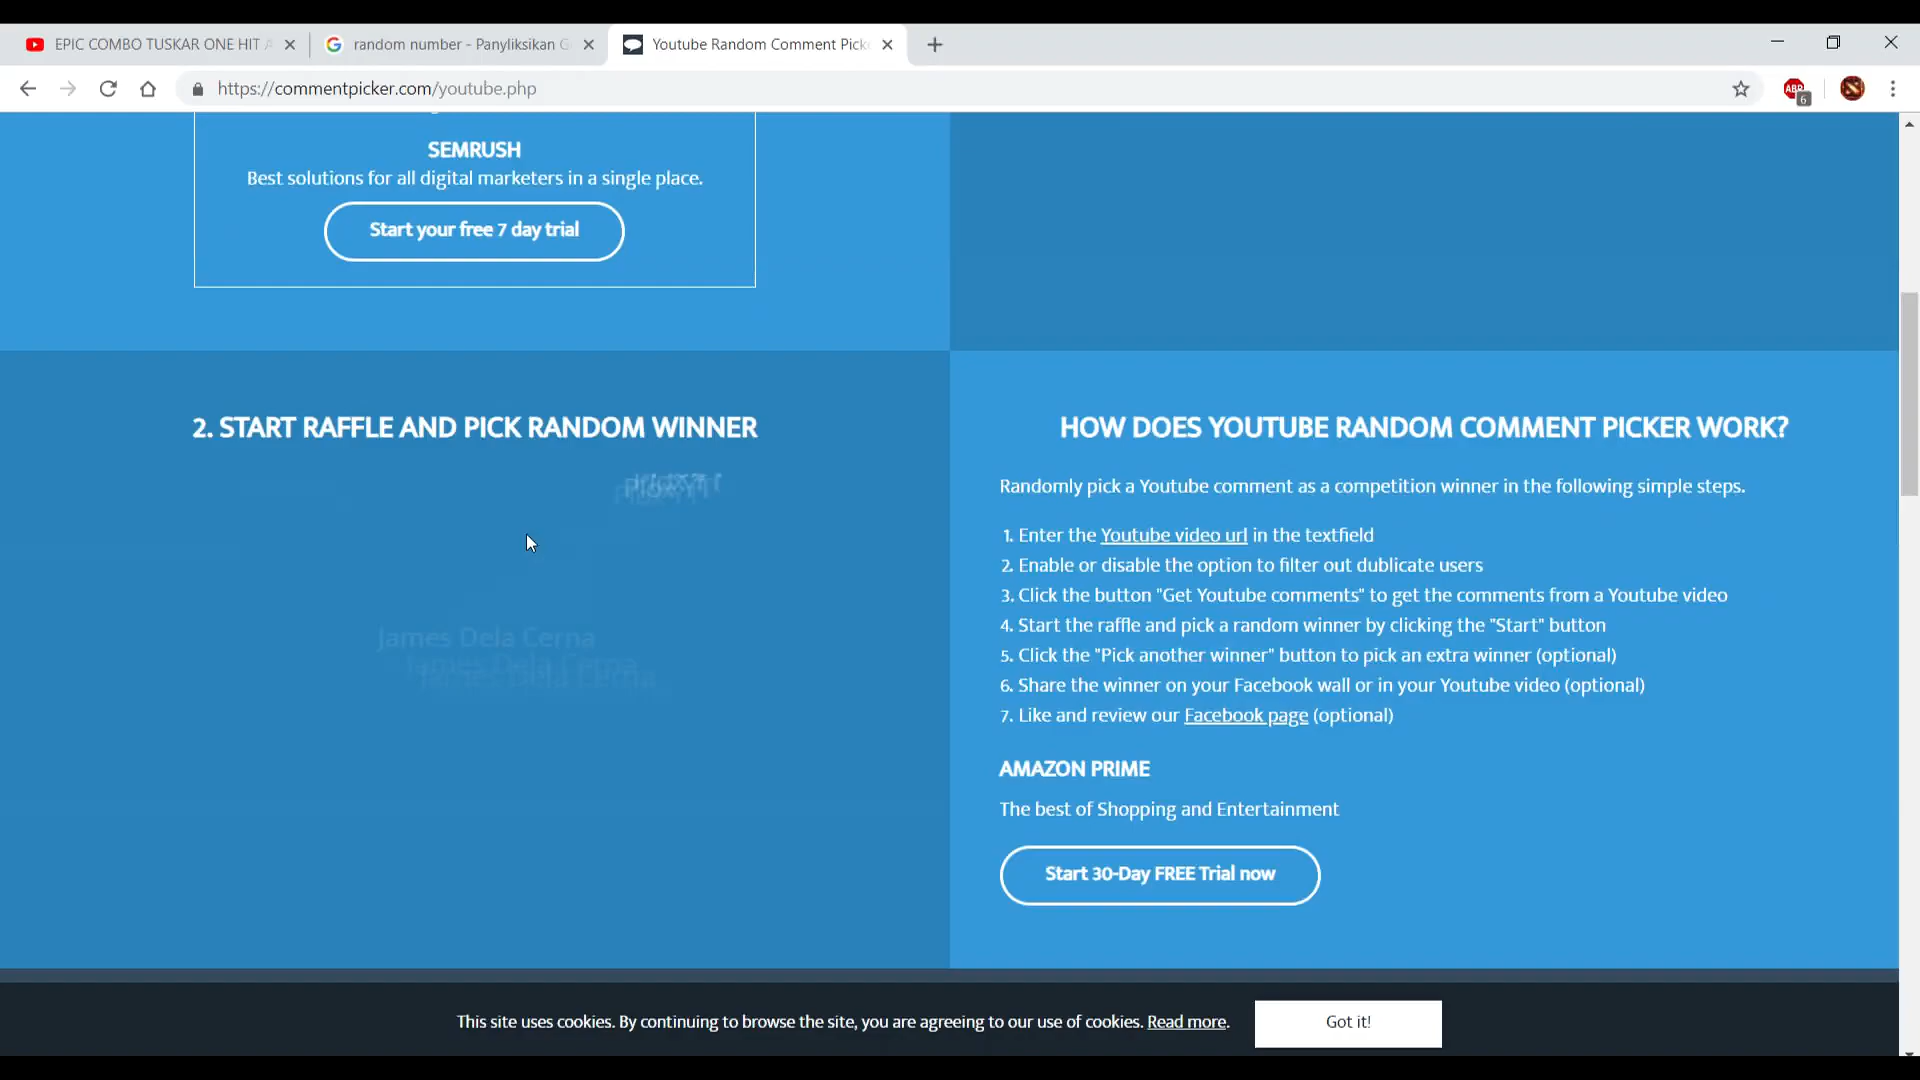 EPIC COMBO TUSKAR ONE HIT
random number - Panyliksikan G
Youtube Random Comment Pick
https://commentpicker.com/youtube.php
ABP
6
SEMRUSH
Best solutions for all digital marketers in a single place.
Start your free 7 day trial
2. START RAFFLE AND PICK RANDOM WINNER
James Dela Cerna
James Dela Cerna
James Dela Cerna
HOW DOES YOUTUBE RANDOM COMMENT PICKER WORK?
Randomly pick a Youtube comment as a competition winner in the following simple steps.
1. Enter the Youtube video url in the textfield
2. Enable or disable the option to filter out dublicate users
3. Click the button "Get Youtube comments" to get the comments from a Youtube video
4. Start the raffle and pick a random winner by clicking the "Start" button
5. Click the "Pick another winner" button to pick an extra winner (optional)
6. Share the winner on your Facebook wall or in your Youtube video (optional)
7. Like and review our Facebook page (optional)
AMAZON PRIME
The best of Shopping and Entertainment
Start 30-Day FREE Trial now
This site uses cookies. By continuing to browse the site, you are agreeing to our use of cookies. Read more.
Got it!